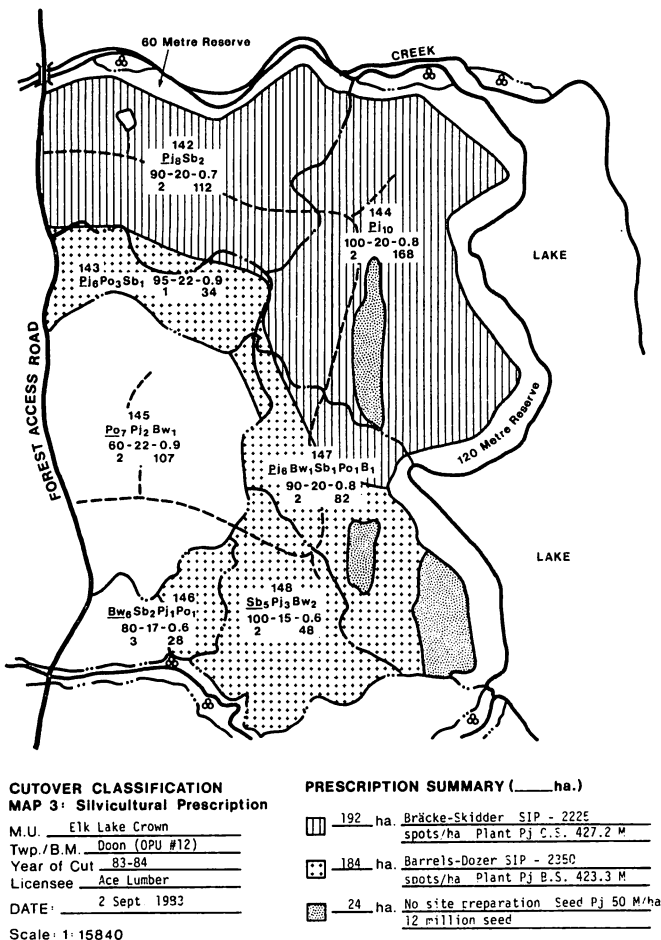 60 Metre Reserve
CREEK
142
Pj8Sb2
90-20-0.7
2 112
144
Pj10
100-20-0.8
2 168
LAKE
143
Pj6Po3Sb1 95-22-0.9
1 34
FOREST ACCESS ROAD
145
Po7Pj2Bw1
60-22-0.9
2 107
120 Metre Reserve
147
Pj6Bw1Sb1Po1B1
90-20-0.8
2 82
LAKE
146
Bw6Sb2Pj1Po1
80-17-0.6
3 28
148
Sb5Pj3Bw2
100-15-0.6
2 48
CUTOVER CLASSIFICATION
MAP 3: Silvicultural Prescription
M.U. Elk Lake Crown
Twp./B.M. Doon (OPU #12)
Year of Cut 83-84
Licensee Ace Lumber
DATE: 2 Sept 1983
Scale: 1:15840
PRESCRIPTION SUMMARY (____ha.)
192 ha. Bräcke-Skidder SIP - 2225
spots/ha Plant Pj C.S. 427.2 M
184 ha. Barrels-Dozer SIP - 2350
spots/ha Plant Pj B.S. 423.3 M
24 ha. No site preparation Seed Pj 50 M/ha
12 million seed